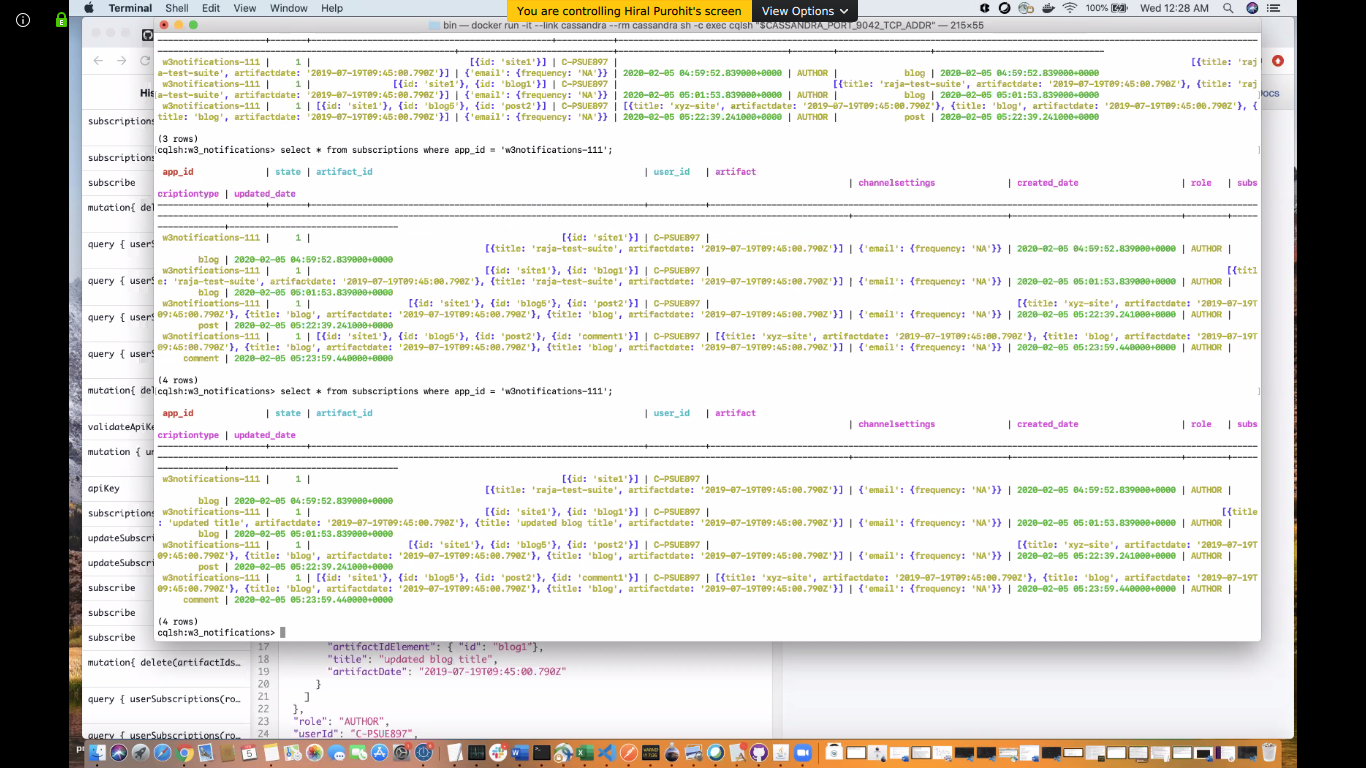 You are controlling Hiral Purohit's screen
View Options
Terminal Shell Edit View Window Help
100%
Wed 12:28 AM
bin — docker run -it --link cassandra --rm cassandra sh -c exec cqlsh "$CASSANDRA_PORT_9042_TCP_ADDR" — 215×55
w3notifications-111 | 1 | [{id: 'site1'}] | C-PSUE897 | [{title: 'raj
a-test-suite', artifactdate: '2019-07-19T09:45:00.790Z'}] | {'email': {frequency: 'NA'}} | 2020-02-05 04:59:52.839000+0000 | AUTHOR | blog | 2020-02-05 04:59:52.839000+0000
w3notifications-111 | 1 | [{id: 'site1'}, {id: 'blog1'}] | C-PSUE897 | [{title: 'raja-test-suite', artifactdate: '2019-07-19T09:45:00.790Z'}, {title: 'raj
a-test-suite', artifactdate: '2019-07-19T09:45:00.790Z'}] | {'email': {frequency: 'NA'}} | 2020-02-05 05:01:53.839000+0000 | AUTHOR | blog | 2020-02-05 05:01:53.839000+0000
w3notifications-111 | 1 | [{id: 'site1'}, {id: 'blog5'}, {id: 'post2'}] | C-PSUE897 | [{title: 'xyz-site', artifactdate: '2019-07-19T09:45:00.790Z'}, {title: 'blog', artifactdate: '2019-07-19T09:45:00.790Z'}, {
title: 'blog', artifactdate: '2019-07-19T09:45:00.790Z'}] | {'email': {frequency: 'NA'}} | 2020-02-05 05:22:39.241000+0000 | AUTHOR | post | 2020-02-05 05:22:39.241000+0000
(3 rows)
cqlsh:w3_notifications> select * from subscriptions where app_id = 'w3notifications-111';
app_id | state | artifact_id | user_id | artifact
| channelsettings | created_date | role | subs
criptiontype | updated_date
w3notifications-111 | 1 | [{id: 'site1'}] | C-PSUE897 |
[{title: 'raja-test-suite', artifactdate: '2019-07-19T09:45:00.790Z'}] | {'email': {frequency: 'NA'}} | 2020-02-05 04:59:52.839000+0000 | AUTHOR |
blog | 2020-02-05 04:59:52.839000+0000
w3notifications-111 | 1 | [{id: 'site1'}, {id: 'blog1'}] | C-PSUE897 | [{titl
e: 'raja-test-suite', artifactdate: '2019-07-19T09:45:00.790Z'}, {title: 'raja-test-suite', artifactdate: '2019-07-19T09:45:00.790Z'}] | {'email': {frequency: 'NA'}} | 2020-02-05 05:01:53.839000+0000 | AUTHOR |
blog | 2020-02-05 05:01:53.839000+0000
w3notifications-111 | 1 | [{id: 'site1'}, {id: 'blog5'}, {id: 'post2'}] | C-PSUE897 | [{title: 'xyz-site', artifactdate: '2019-07-19T
09:45:00.790Z'}, {title: 'blog', artifactdate: '2019-07-19T09:45:00.790Z'}, {title: 'blog', artifactdate: '2019-07-19T09:45:00.790Z'}] | {'email': {frequency: 'NA'}} | 2020-02-05 05:22:39.241000+0000 | AUTHOR |
post | 2020-02-05 05:22:39.241000+0000
w3notifications-111 | 1 | [{id: 'site1'}, {id: 'blog5'}, {id: 'post2'}, {id: 'comment1'}] | C-PSUE897 | [{title: 'xyz-site', artifactdate: '2019-07-19T09:45:00.790Z'}, {title: 'blog', artifactdate: '2019-07-19T
09:45:00.790Z'}, {title: 'blog', artifactdate: '2019-07-19T09:45:00.790Z'}, {title: 'blog', artifactdate: '2019-07-19T09:45:00.790Z'}] | {'email': {frequency: 'NA'}} | 2020-02-05 05:23:59.440000+0000 | AUTHOR |
comment | 2020-02-05 05:23:59.440000+0000
(4 rows)
cqlsh:w3_notifications> select * from subscriptions where app_id = 'w3notifications-111';
app_id | state | artifact_id | user_id | artifact
| channelsettings | created_date | role | subs
criptiontype | updated_date
w3notifications-111 | 1 | [{id: 'site1'}] | C-PSUE897 |
[{title: 'raja-test-suite', artifactdate: '2019-07-19T09:45:00.790Z'}] | {'email': {frequency: 'NA'}} | 2020-02-05 04:59:52.839000+0000 | AUTHOR |
blog | 2020-02-05 04:59:52.839000+0000
w3notifications-111 | 1 | [{id: 'site1'}, {id: 'blog1'}] | C-PSUE897 | [{title
: 'updated title', artifactdate: '2019-07-19T09:45:00.790Z'}, {title: 'updated blog title', artifactdate: '2019-07-19T09:45:00.790Z'}] | {'email': {frequency: 'NA'}} | 2020-02-05 05:01:53.839000+0000 | AUTHOR |
blog | 2020-02-05 05:01:53.839000+0000
w3notifications-111 | 1 | [{id: 'site1'}, {id: 'blog5'}, {id: 'post2'}] | C-PSUE897 | [{title: 'xyz-site', artifactdate: '2019-07-19T
09:45:00.790Z'}, {title: 'blog', artifactdate: '2019-07-19T09:45:00.790Z'}, {title: 'blog', artifactdate: '2019-07-19T09:45:00.790Z'}] | {'email': {frequency: 'NA'}} | 2020-02-05 05:22:39.241000+0000 | AUTHOR |
post | 2020-02-05 05:22:39.241000+0000
w3notifications-111 | 1 | [{id: 'site1'}, {id: 'blog5'}, {id: 'post2'}, {id: 'comment1'}] | C-PSUE897 | [{title: 'xyz-site', artifactdate: '2019-07-19T09:45:00.790Z'}, {title: 'blog', artifactdate: '2019-07-19T
09:45:00.790Z'}, {title: 'blog', artifactdate: '2019-07-19T09:45:00.790Z'}, {title: 'blog', artifactdate: '2019-07-19T09:45:00.790Z'}] | {'email': {frequency: 'NA'}} | 2020-02-05 05:23:59.440000+0000 | AUTHOR |
comment | 2020-02-05 05:23:59.440000+0000
(4 rows)
cqlsh:w3_notifications>
His
subscriptions
subscriptions
subscribe
mutation{ del
query { userS
query { userS
query { userS
query { userS
mutation{ del
validateApiKe
mutation { un
apiKey
subscriptions
updateSubscri
updateSubscri
subscribe
subscribe
subscribe
mutation{ delete(artifactIds...
query { userSubscriptions(ro...
query { userSubscriptions(ro...
17 "artifactIdElement": { "id": "blog1"},
18 "title": "updated blog title",
19 "artifactDate": "2019-07-19T09:45:00.790Z"
20 }
21 ]
22 },
23 "role": "AUTHOR",
24 "userId": "C-PSUE897",